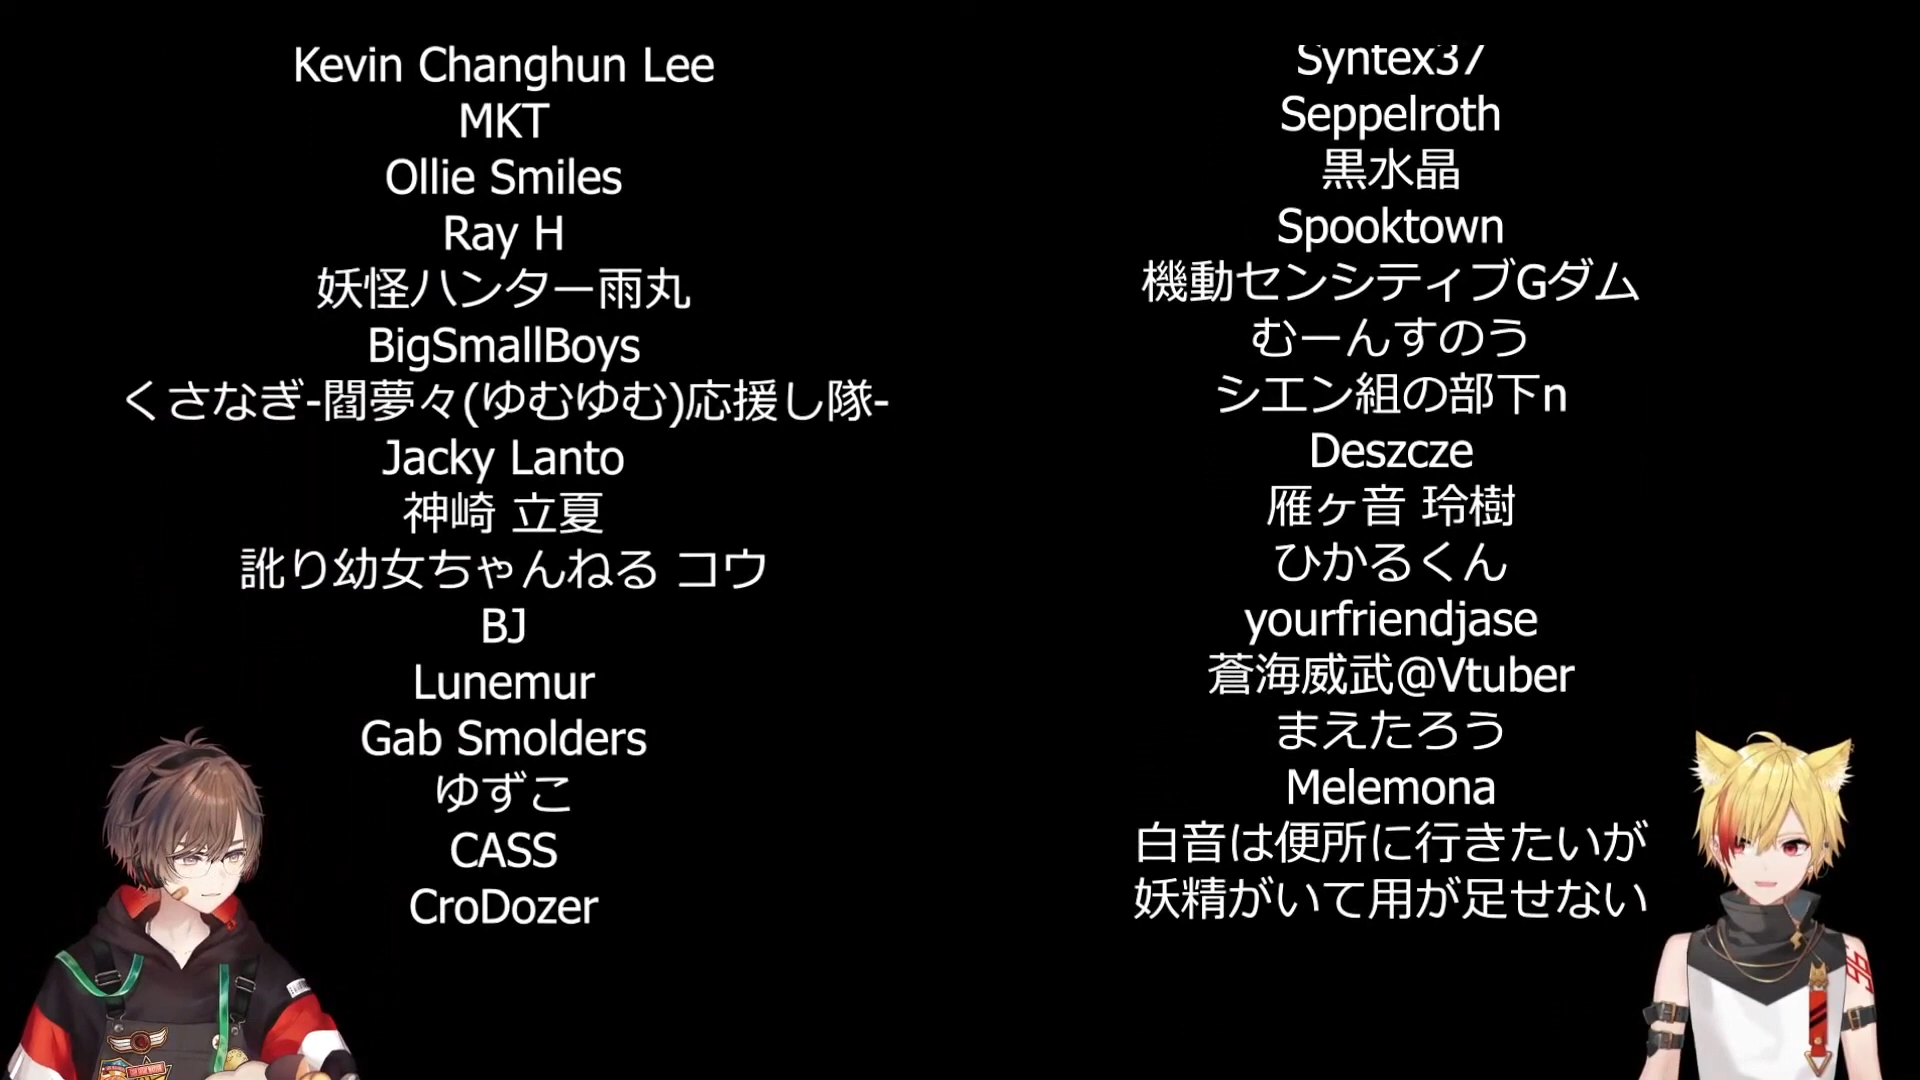 Kevin Changhun Lee
MKT
Ollie Smiles
Ray H
妖怪ハンター雨丸
BigSmallBoys
くさなぎ-閻夢々(ゆむゆむ)応援し隊-
Jacky Lanto
神崎 立夏
訛り幼女ちゃんねる コウ
BJ
Lunemur
Gab Smolders
ゆずこ
CASS
CroDozer
Syntex37
Seppelroth
黒水晶
Spooktown
機動センシティブGダム
むーんすのう
シエン組の部下n
Deszcze
雁ヶ音 玲樹
ひかるくん
yourfriendjase
蒼海威武@Vtuber
まえたろう
Melemona
白音は便所に行きたいが
妖精がいて用が足せない